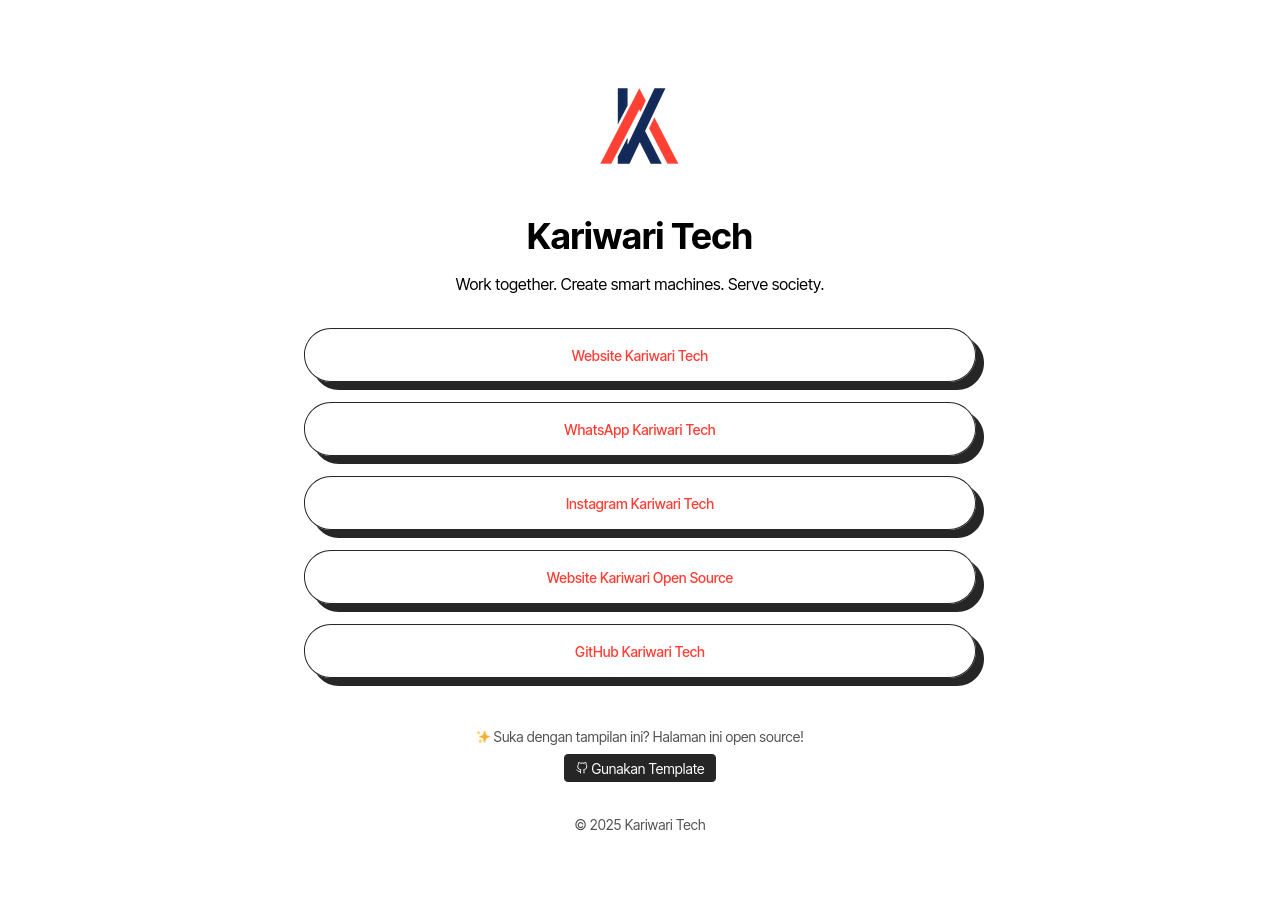 Kariwari Tech
Work together. Create smart machines. Serve society.
Website Kariwari Tech
WhatsApp Kariwari Tech
Instagram Kariwari Tech
Website Kariwari Open Source
GitHub Kariwari Tech
✨ Suka dengan tampilan ini? Halaman ini open source!
Gunakan Template
© 2025 Kariwari Tech